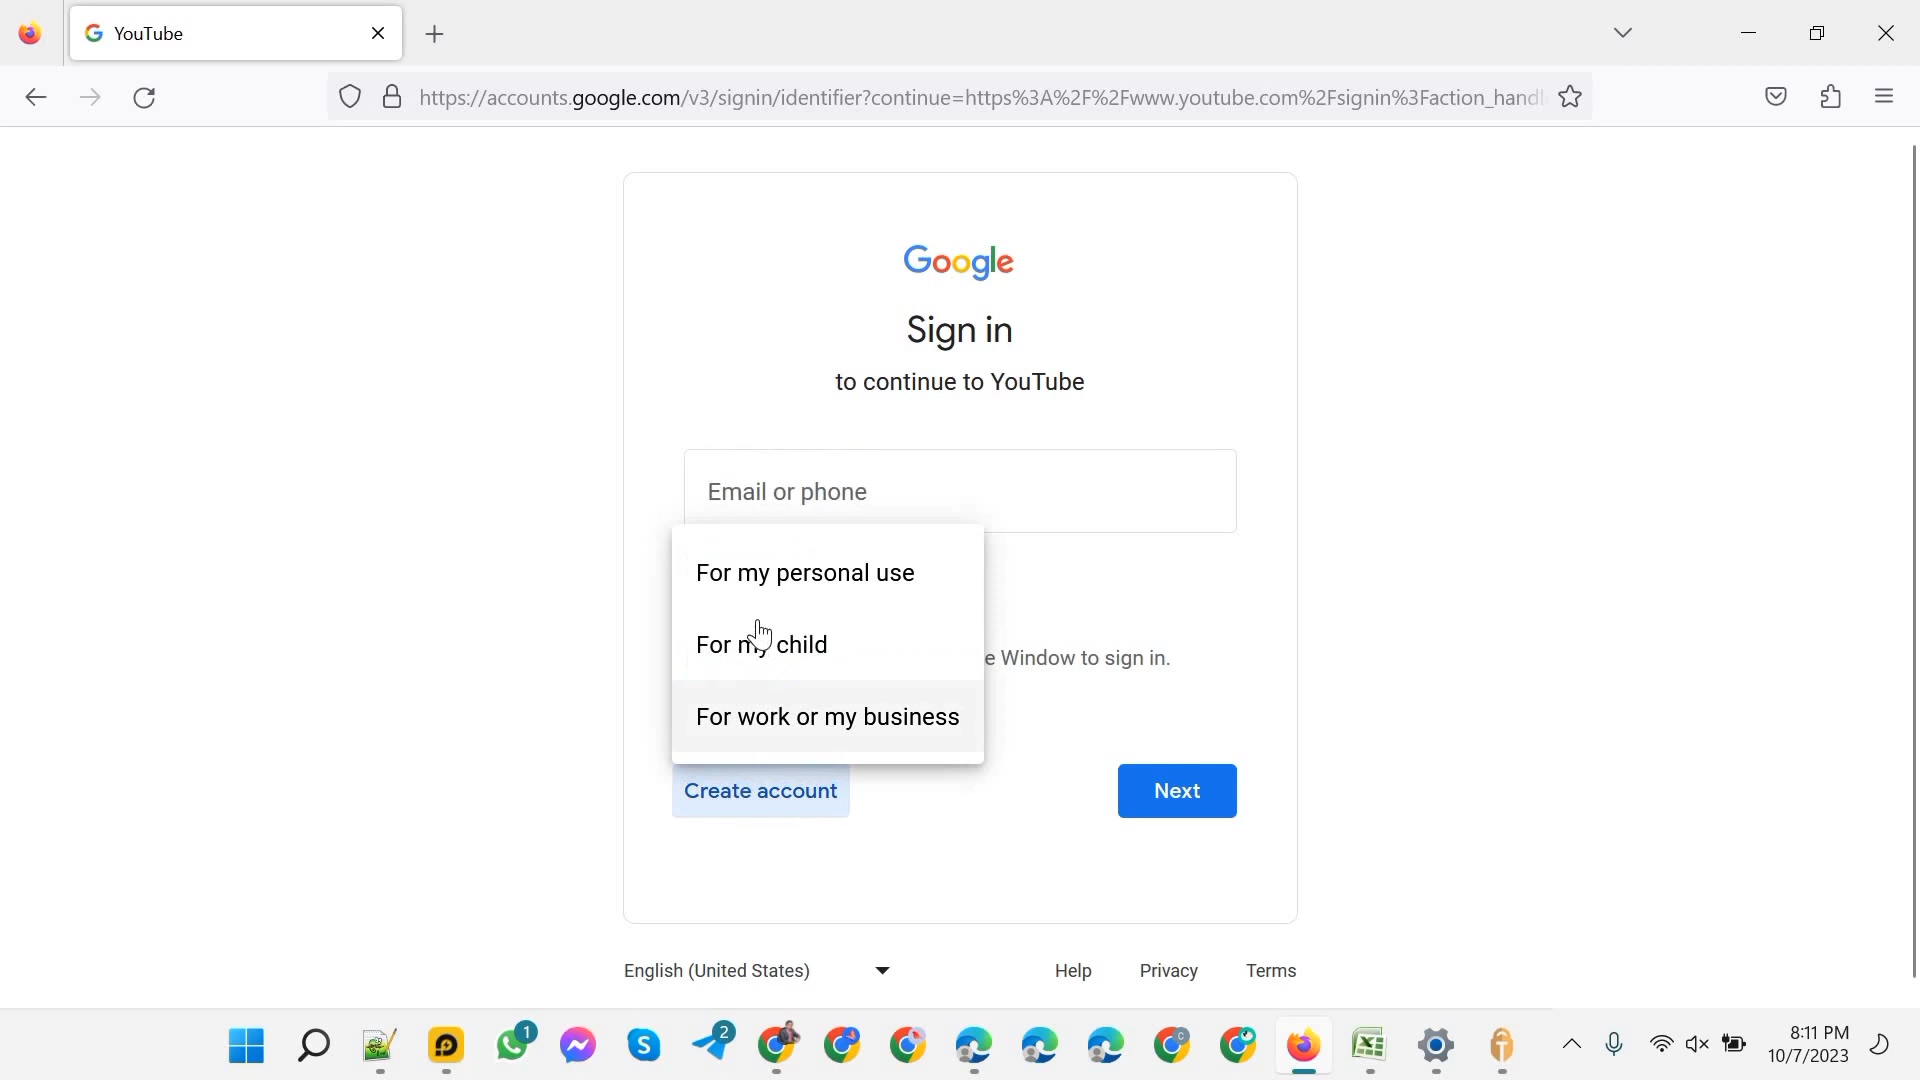 YouTube
https://accounts.google.com/v3/signin/identifier?continue=https%3A%2F%2Fwww.youtube.com%2Fsignin%3Faction_handl
Google
Sign in
to continue to YouTube
Email or phone
For my personal use
For my child
e Window to sign in.
For work or my business
Create account
Next
English (United States)
Help
Privacy
Terms
1
2
8:11 PM
10/7/2023